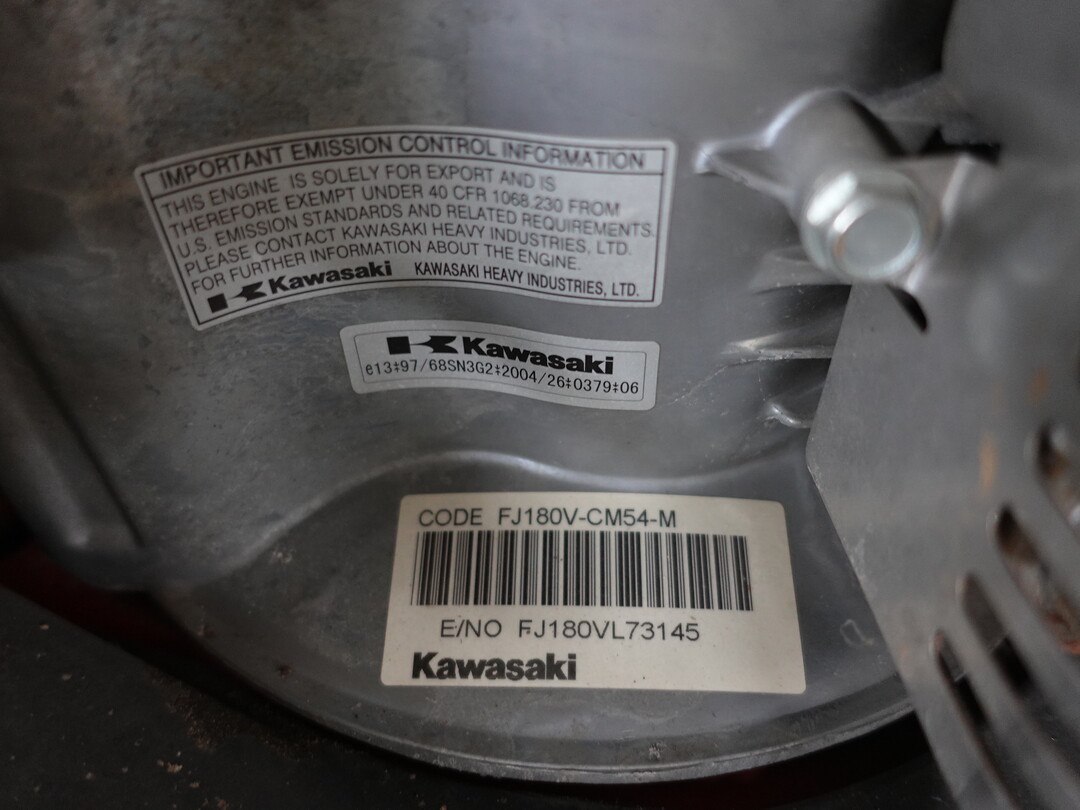 IMPORTANT EMISSION CONTROL INFORMATION
THIS ENGINE IS SOLELY FOR EXPORT AND IS
THEREFORE EXEMPT UNDER 40 CFR 1068.230 FROM
U.S. EMISSION STANDARDS AND RELATED REQUIREMENTS.
PLEASE CONTACT KAWASAKI HEAVY INDUSTRIES, LTD.
FOR FURTHER INFORMATION ABOUT THE ENGINE.
Kawasaki KAWASAKI HEAVY INDUSTRIES, LTD.
Kawasaki
e13‡97/68SN3G2‡2004/26‡0379‡06
CODE FJ180V-CM54-M
E/NO FJ180VL73145
Kawasaki